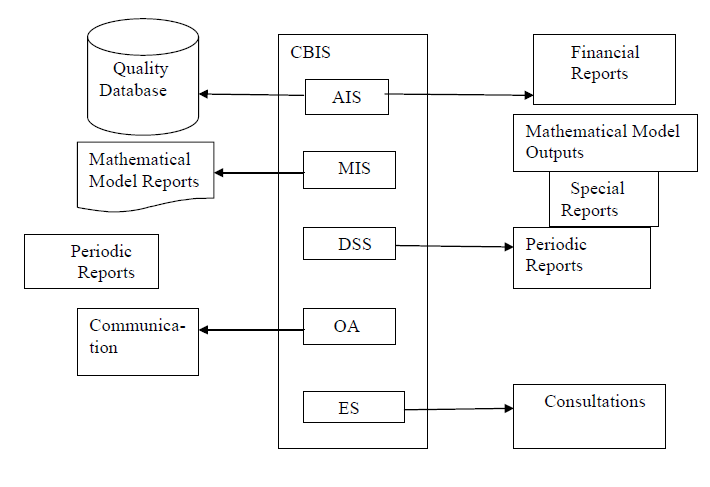 Quality
Database
Mathematical
Model Reports
Periodic
Reports
Communica-
tion
CBIS
AIS
MIS
DSS
OA
ES
Financial
Reports
Mathematical Model
Outputs
Special
Reports
Periodic
Reports
Consultations